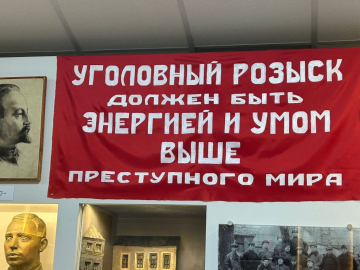 УГОЛОВНЫЙ РОЗЫСК
ДОЛЖЕН БЫТЬ
ЭНЕРГИЕЙ И УМОМ
ВЫШЕ
ПРЕСТУПНОГО МИРА